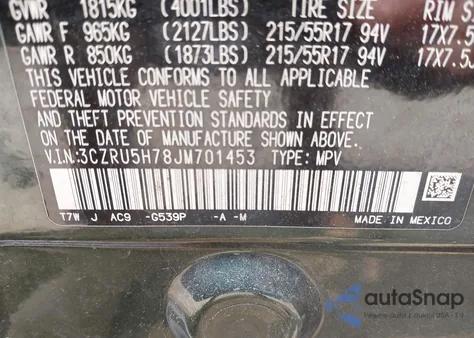 GVWR 1815KG (4001LBS) TIRE SIZE RIM S
GAWR F 965KG (2127LBS) 215/55R17 94V 17X7.5
GAWR R 850KG (1873LBS) 215/55R17 94V 17X7.5J
THIS VEHICLE CONFORMS TO ALL APPLICABLE
FEDERAL MOTOR VEHICLE SAFETY
AND THEFT PREVENTION STANDARDS IN EFFECT
ON THE DATE OF MANUFACTURE SHOWN ABOVE.
V.I.N:3CZRU5H78JM701453 TYPE: MPV
T7W J AC9 -G539P -A -M MADE IN MEXICO
autoSnap